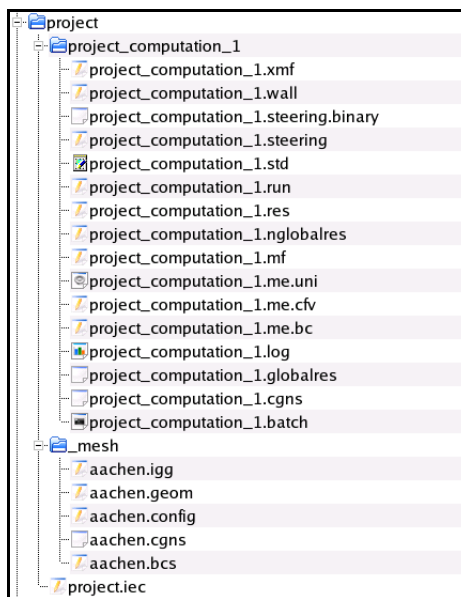 project
project_computation_1
project_computation_1.xmf
project_computation_1.wall
project_computation_1.steering.binary
project_computation_1.steering
project_computation_1.std
project_computation_1.run
project_computation_1.res
project_computation_1.nglobalres
project_computation_1.mf
project_computation_1.me.uni
project_computation_1.me.cfv
project_computation_1.me.bc
project_computation_1.log
project_computation_1.globalres
project_computation_1.cgns
project_computation_1.batch
_mesh
aachen.igg
aachen.geom
aachen.config
aachen.cgns
aachen.bcs
project.iec